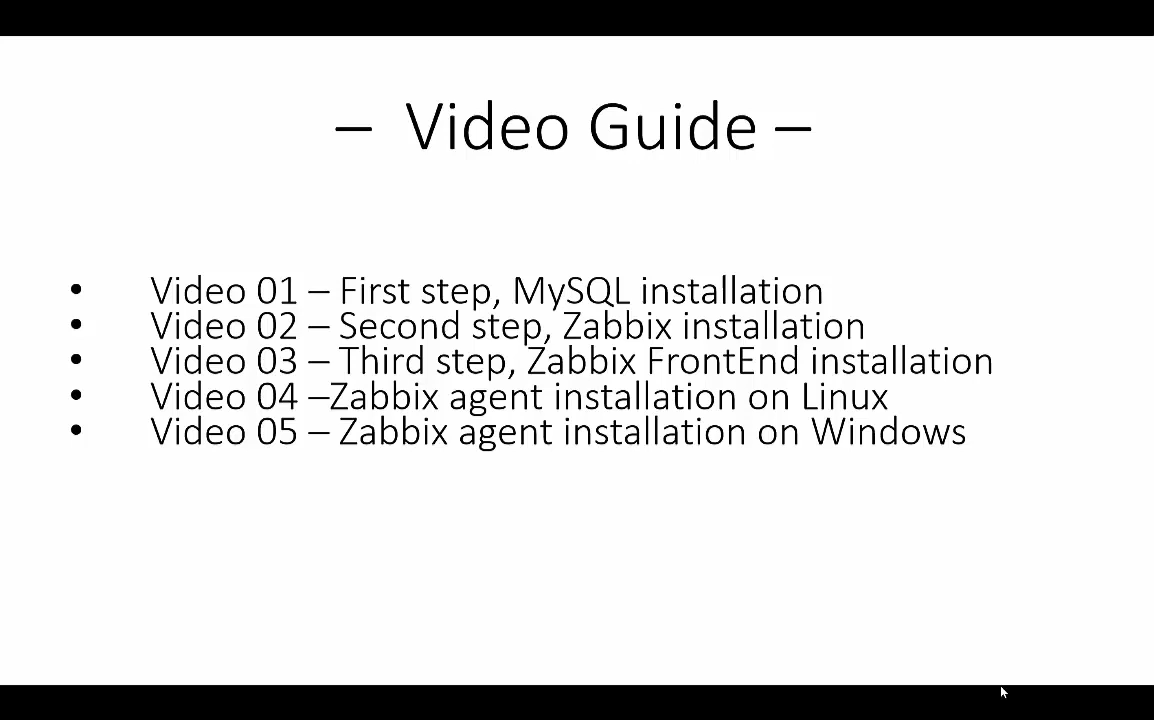 – Video Guide –
• Video 01 – First step, MySQL installation
• Video 02 – Second step, Zabbix installation
• Video 03 – Third step, Zabbix FrontEnd installation
• Video 04 –Zabbix agent installation on Linux
• Video 05 – Zabbix agent installation on Windows